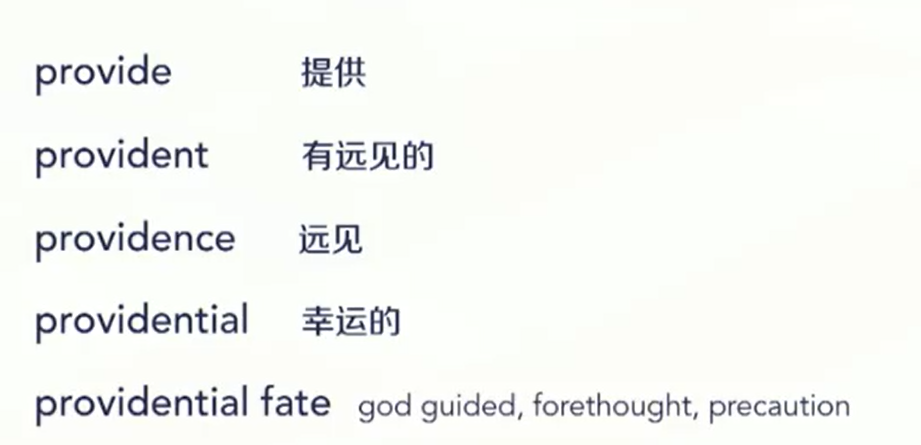 provide 提供
provident 有远见的
providence 远见
providential 幸运的
providential fate god guided, forethought, precaution